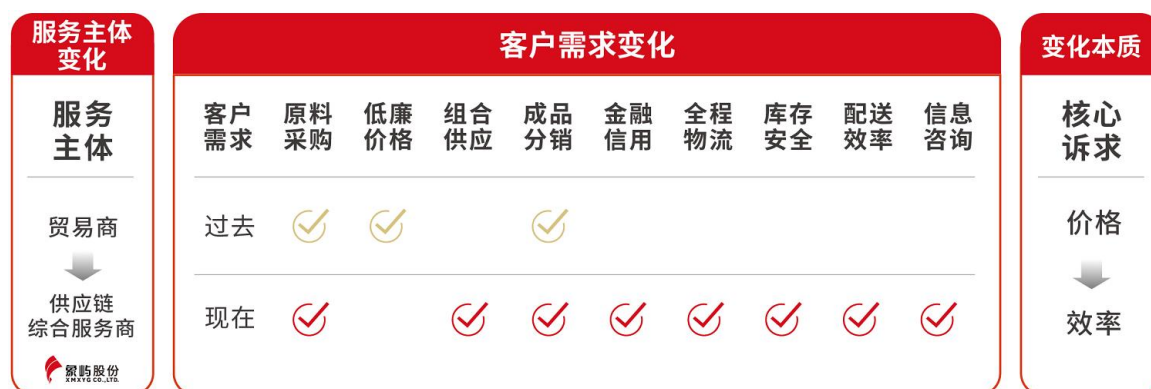 服务主体
变化
服务
主体
贸易商
供应链
综合服务商
象屿股份
XMXYG CO.,LTD.
客户需求变化
客户
需求
原料
采购
低廉
价格
组合
供应
成品
分销
金融
信用
全程
物流
库存
安全
配送
效率
信息
咨询
过去
现在
变化本质
核心
诉求
价格
效率